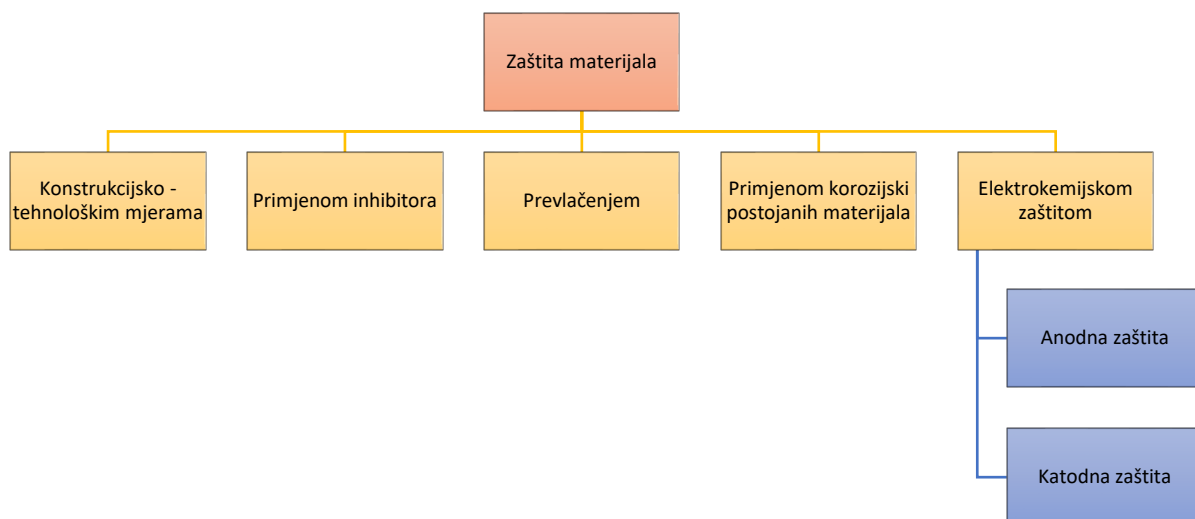 Zaštita materijala
Konstrukcijsko -
tehnološkim mjerama
Primjenom inhibitora
Prevlačenjem
Primjenom korozijski
postojanih materijala
Elektrokemijskom
zaštitom
Anodna zaštita
Katodna zaštita